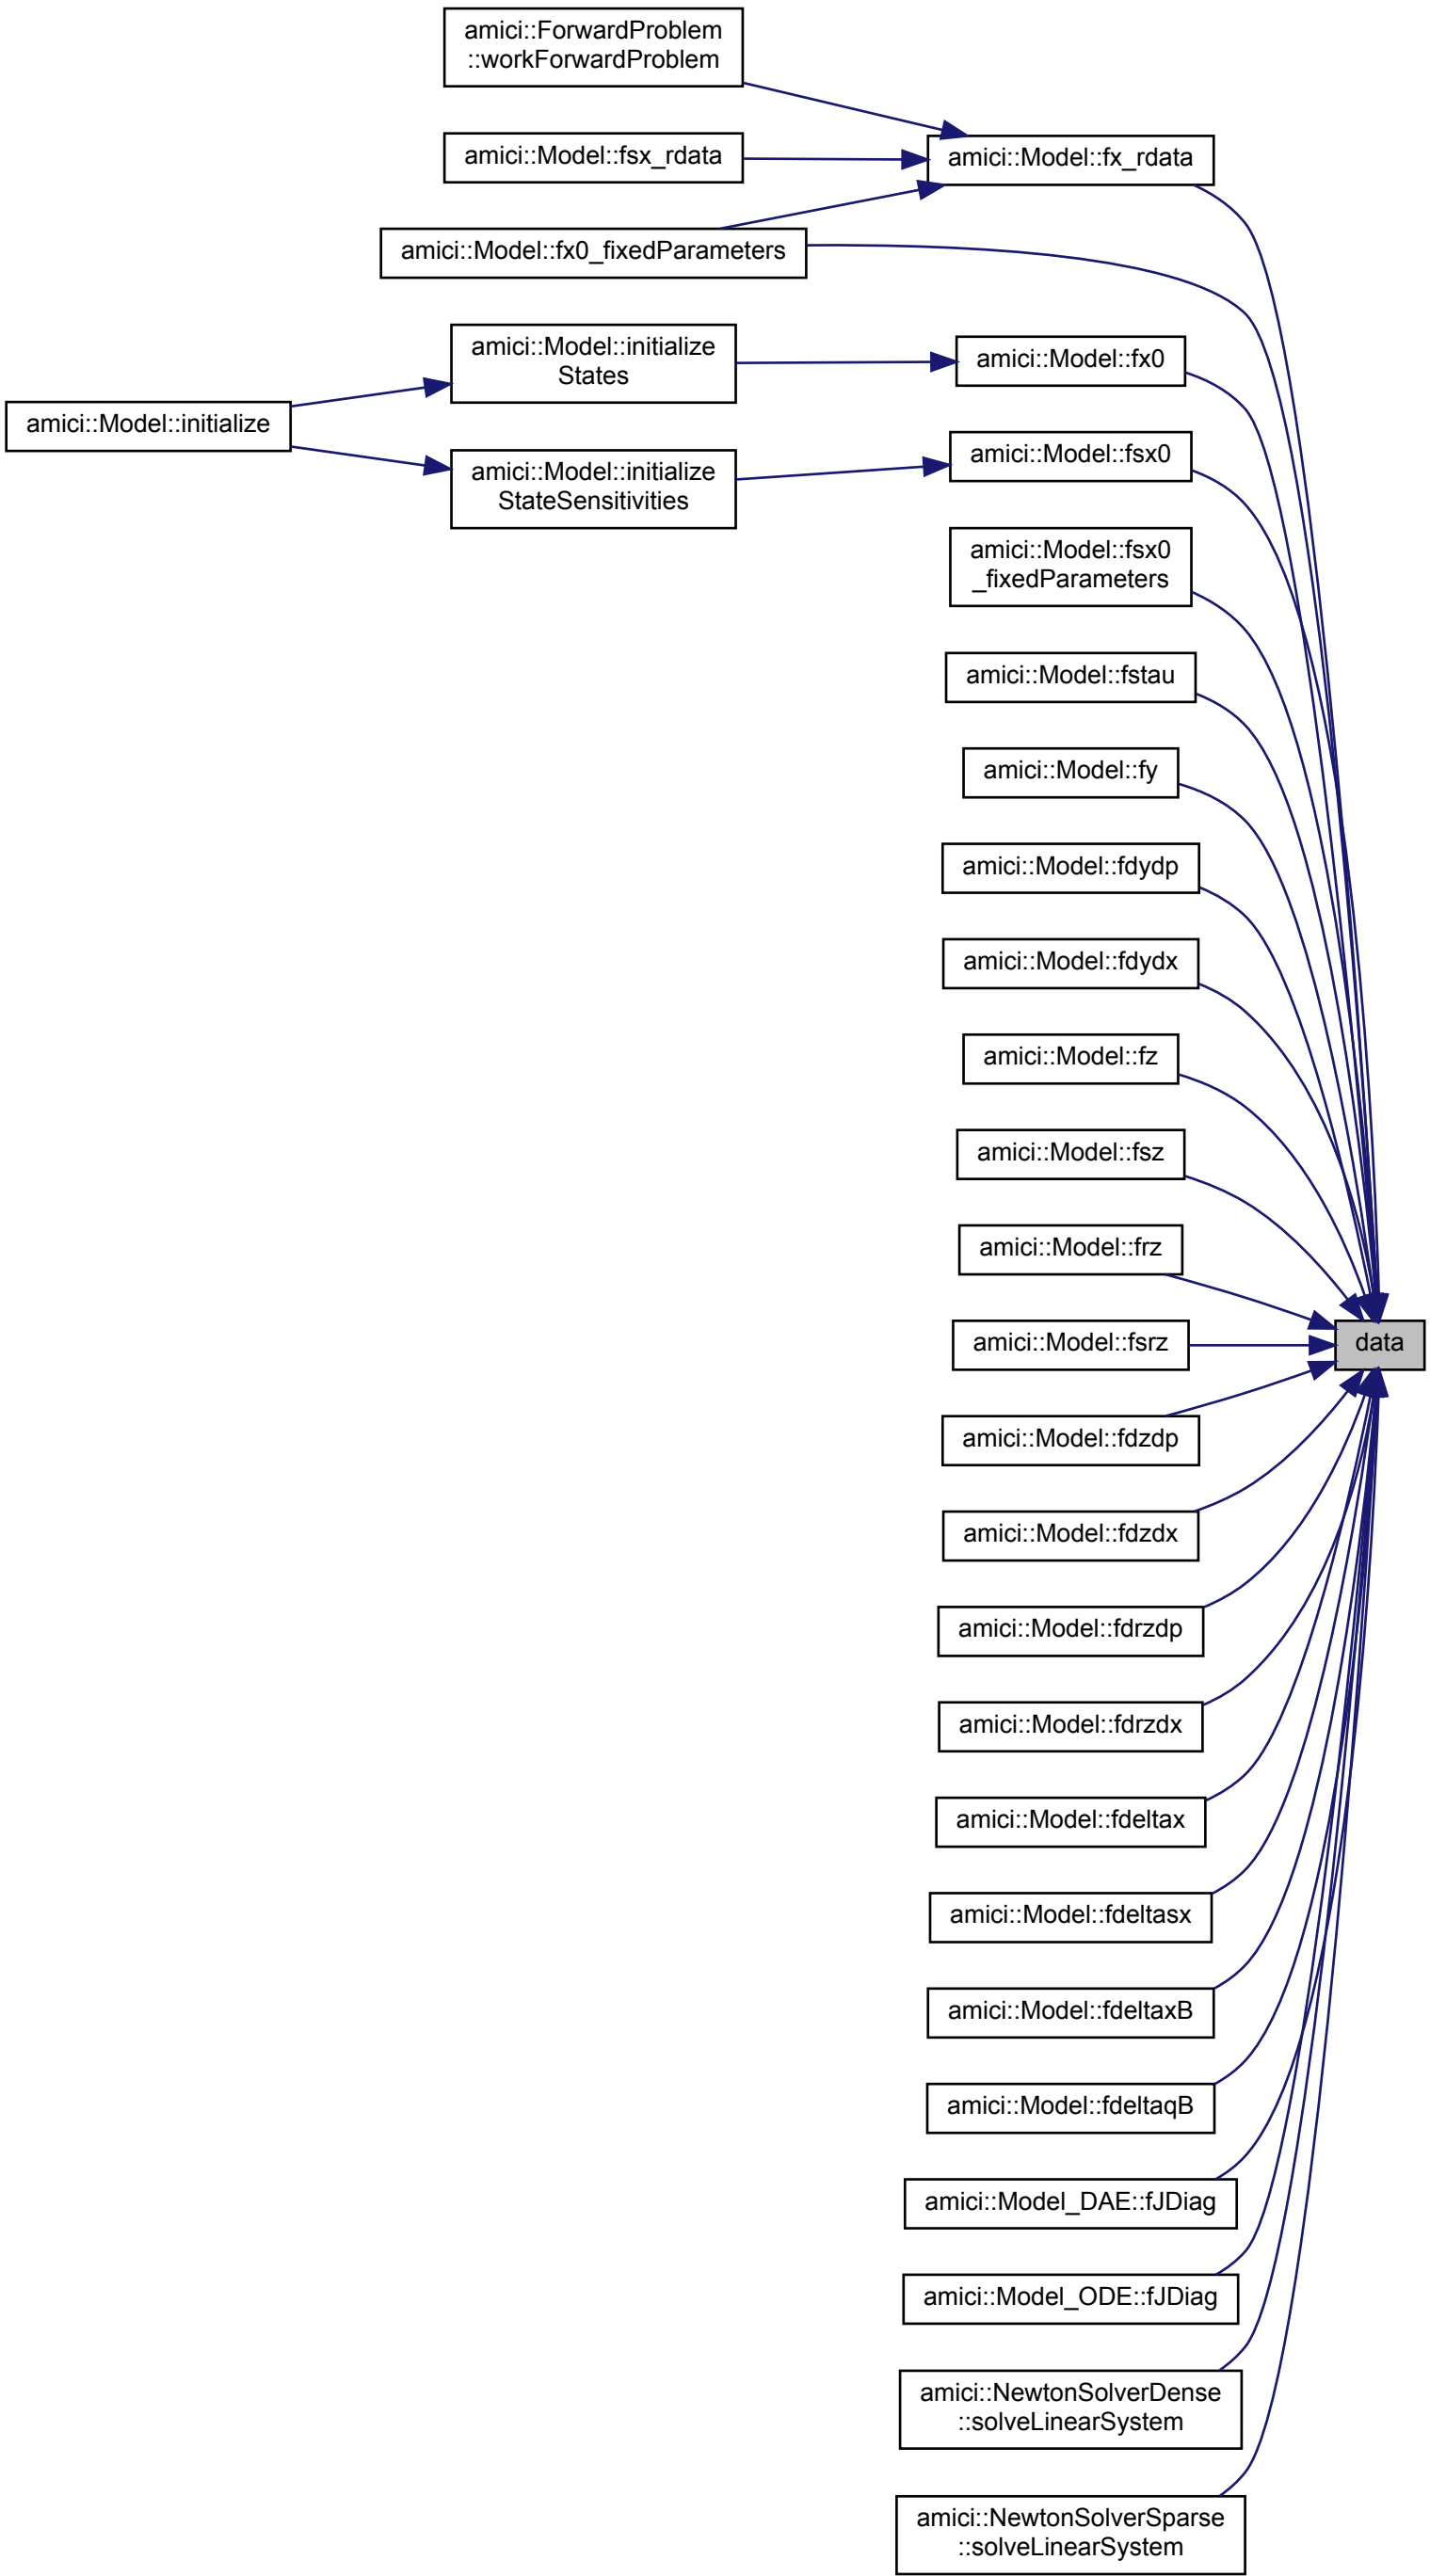 amici::ForwardProblem
::workForwardProblem
amici::Model::fsx_rdata
amici::Model::fx_rdata
amici::Model::fx0_fixedParameters
amici::Model::initialize
States
amici::Model::fx0
amici::Model::initialize
amici::Model::initialize
StateSensitivities
amici::Model::fsx0
amici::Model::fsx0
_fixedParameters
amici::Model::fstau
amici::Model::fy
amici::Model::fdydp
amici::Model::fdydx
amici::Model::fz
amici::Model::fsz
amici::Model::frz
amici::Model::fsrz
data
amici::Model::fdzdp
amici::Model::fdzdx
amici::Model::fdrzdp
amici::Model::fdrzdx
amici::Model::fdeltax
amici::Model::fdeltasx
amici::Model::fdeltaxB
amici::Model::fdeltaqB
amici::Model_DAE::fJDiag
amici::Model_ODE::fJDiag
amici::NewtonSolverDense
::solveLinearSystem
amici::NewtonSolverSparse
::solveLinearSystem